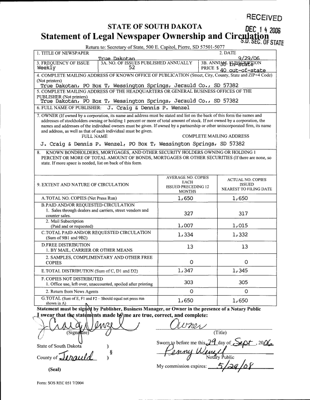 RECEIVED
DEC 14 2006
S.D. SEC. OF STATE
STATE OF SOUTH DAKOTA
Statement of Legal Newspaper Ownership and Circulation
Return to: Secretary of State, 500 E. Capitol, Pierre, SD 57501-5077
1. TITLE OF NEWSPAPER
True Dakotan
2. DATE
9/29/06
3. FREQUENCY OF ISSUE
Weekly
3A. NO. OF ISSUES PUBLISHED ANNUALLY
52
3B. ANNUAL SUBSCRIPTION
PRICE $
40 out-of-state
4. COMPLETE MAILING ADDRESS OF KNOWN OFFICE OF PUBLICATION (Street, City, County, State and ZIP+4 Code)
(Not printers)
True Dakotan, PO Box T, Wessington Springs, Jerauld Co., SD 57382
5. COMPLETE MAILING ADDRESS OF THE HEADQUARTERS OR GENERAL BUSINESS OFFICES OF THE
PUBLISHER (Not printers)
True Dakotan, PO Box T, Wessington Springs, Jerauld Co., SD 57382
6. FULL NAME OF PUBLISHER: J. Craig & Dennis P. Wenzel
7. OWNER (If owned by a corporation, its name and address must be stated and list on the back of this form the names and
addresses of stockholders owning or holding 1 percent or more of total amount of stock. If not owned by a corporation, the
names and addresses of the individual owners must be given. If owned by a partnership or other unincorporated firm, its name
and address, as well as that of each individual must be given.
FULL NAME
COMPLETE MAILING ADDRESS
J. Craig & Dennis P. Wenzel, PO Box T, Wessington Springs, SD 57382
8. KNOWN BONDHOLDERS, MORTGAGES, AND OTHER SECURITY HOLDERS OWNING OR HOLDING 1
PERCENT OR MORE OF TOTAL AMOUNT OF BONDS, MORTGAGES OR OTHER SECURITIES (If there are none, so
state. If more space is needed, list on back of this form.
9. EXTENT AND NATURE OF CIRCULATION
AVERAGE NO. COPIES
EACH
ISSUED PRECEDING 12
MONTHS
ACTUAL NO. COPIES
ISSUED
NEAREST TO FILING DATE
A. TOTAL NO. COPIES (Net Press Run)
1,650
1,650
B. PAID AND/OR REQUESTED CIRCULATION
1. Sales through dealers and carriers, street vendors and
counter sales.
327
317
2. Mail Subscription
(Paid and or requested)
1,007
1,015
C. TOTAL PAID AND/OR REQUESTED CIRCULATION
(Sum of 9B1 and 9B2)
1,334
1,332
D. FREE DISTRIBUTION
1. BY MAIL, CARRIER OR OTHER MEANS
13
13
2. SAMPLES, COMPLIMENTARY AND OTHER FREE
COPIES
0
0
E. TOTAL DISTRIBUTION (Sum of C, D1 and D2)
1,347
1,345
F. COPIES NOT DISTRIBUTED
1. Office use, left over, unaccounted, spoiled after printing
303
305
2. Return from News Agents
0
0
G. TOTAL (Sum of E, F1 and F2 - Should equal net press run
shown in A)
1,650
1,650
Statement must be signed by Publisher, Business Manager, or Owner in the presence of a Notary Public
I swear that the statements made by me are true, correct, and complete:
J Craig Wenzel
Owner
(Signature)
(Title)
State of South Dakota )
Sworn to before me this 29 day of Sept, 2006
§
County of Jerauld )
Penny Wenzel
Notary Public
(Seal)
My commission expires: 5/28/08
Form: SOS REC 051 7/2004